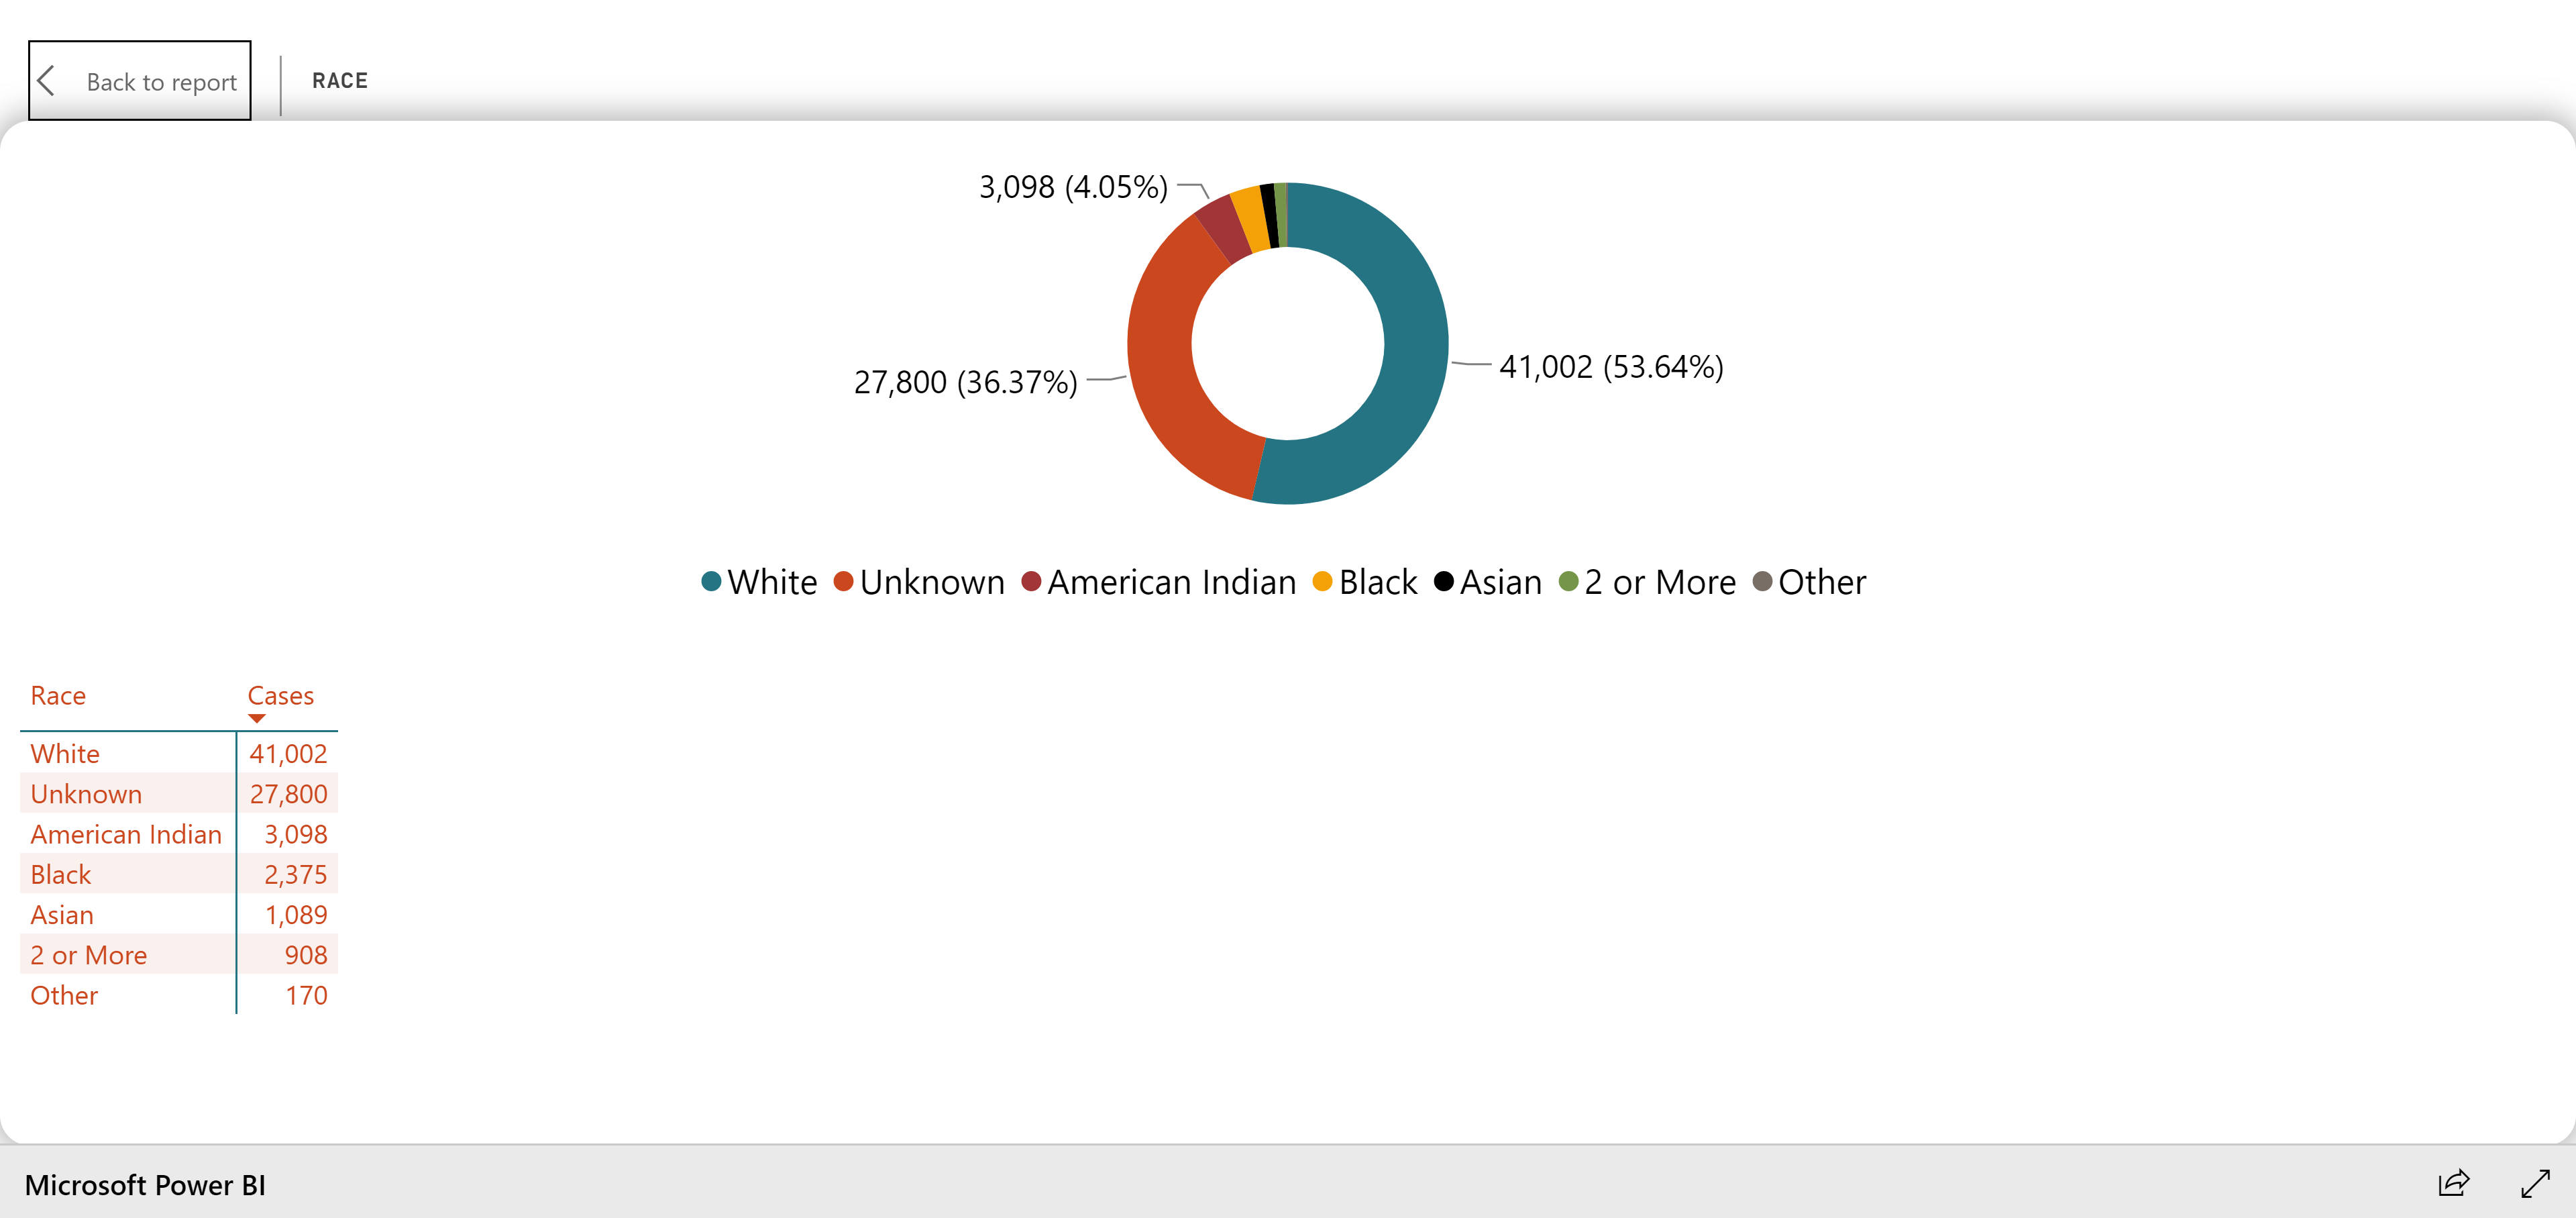 Back to report
RACE
3,098 (4.05%)
41,002 (53.64%)
27,800 (36.37%)
White Unknown American Indian Black Asian 2 or More Other
Race Cases
White 41,002
Unknown 27,800
American Indian 3,098
Black 2,375
Asian 1,089
2 or More 908
Other 170
Microsoft Power BI